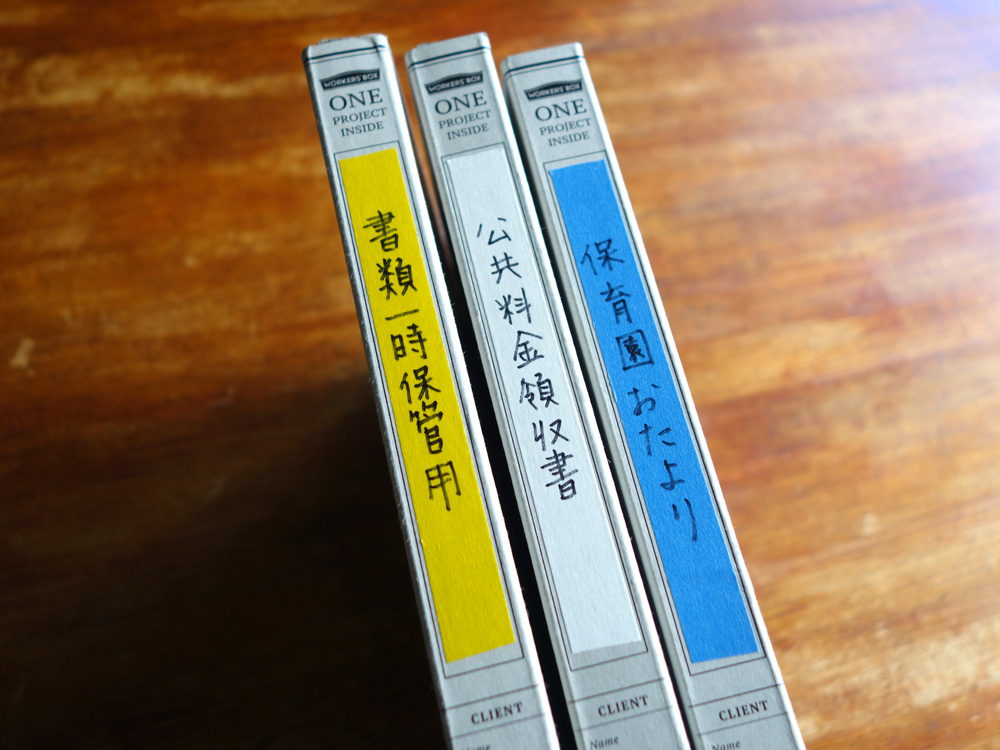 WORKERS' BOX
ONE
PROJECT
INSIDE
書類一時保管用
CLIENT
Name
WORKERS' BOX
ONE
PROJECT
INSIDE
公共料金領収書
CLIENT
Name
WORKERS' BOX
ONE
PROJECT
INSIDE
保育園おたより
CLIENT
Name